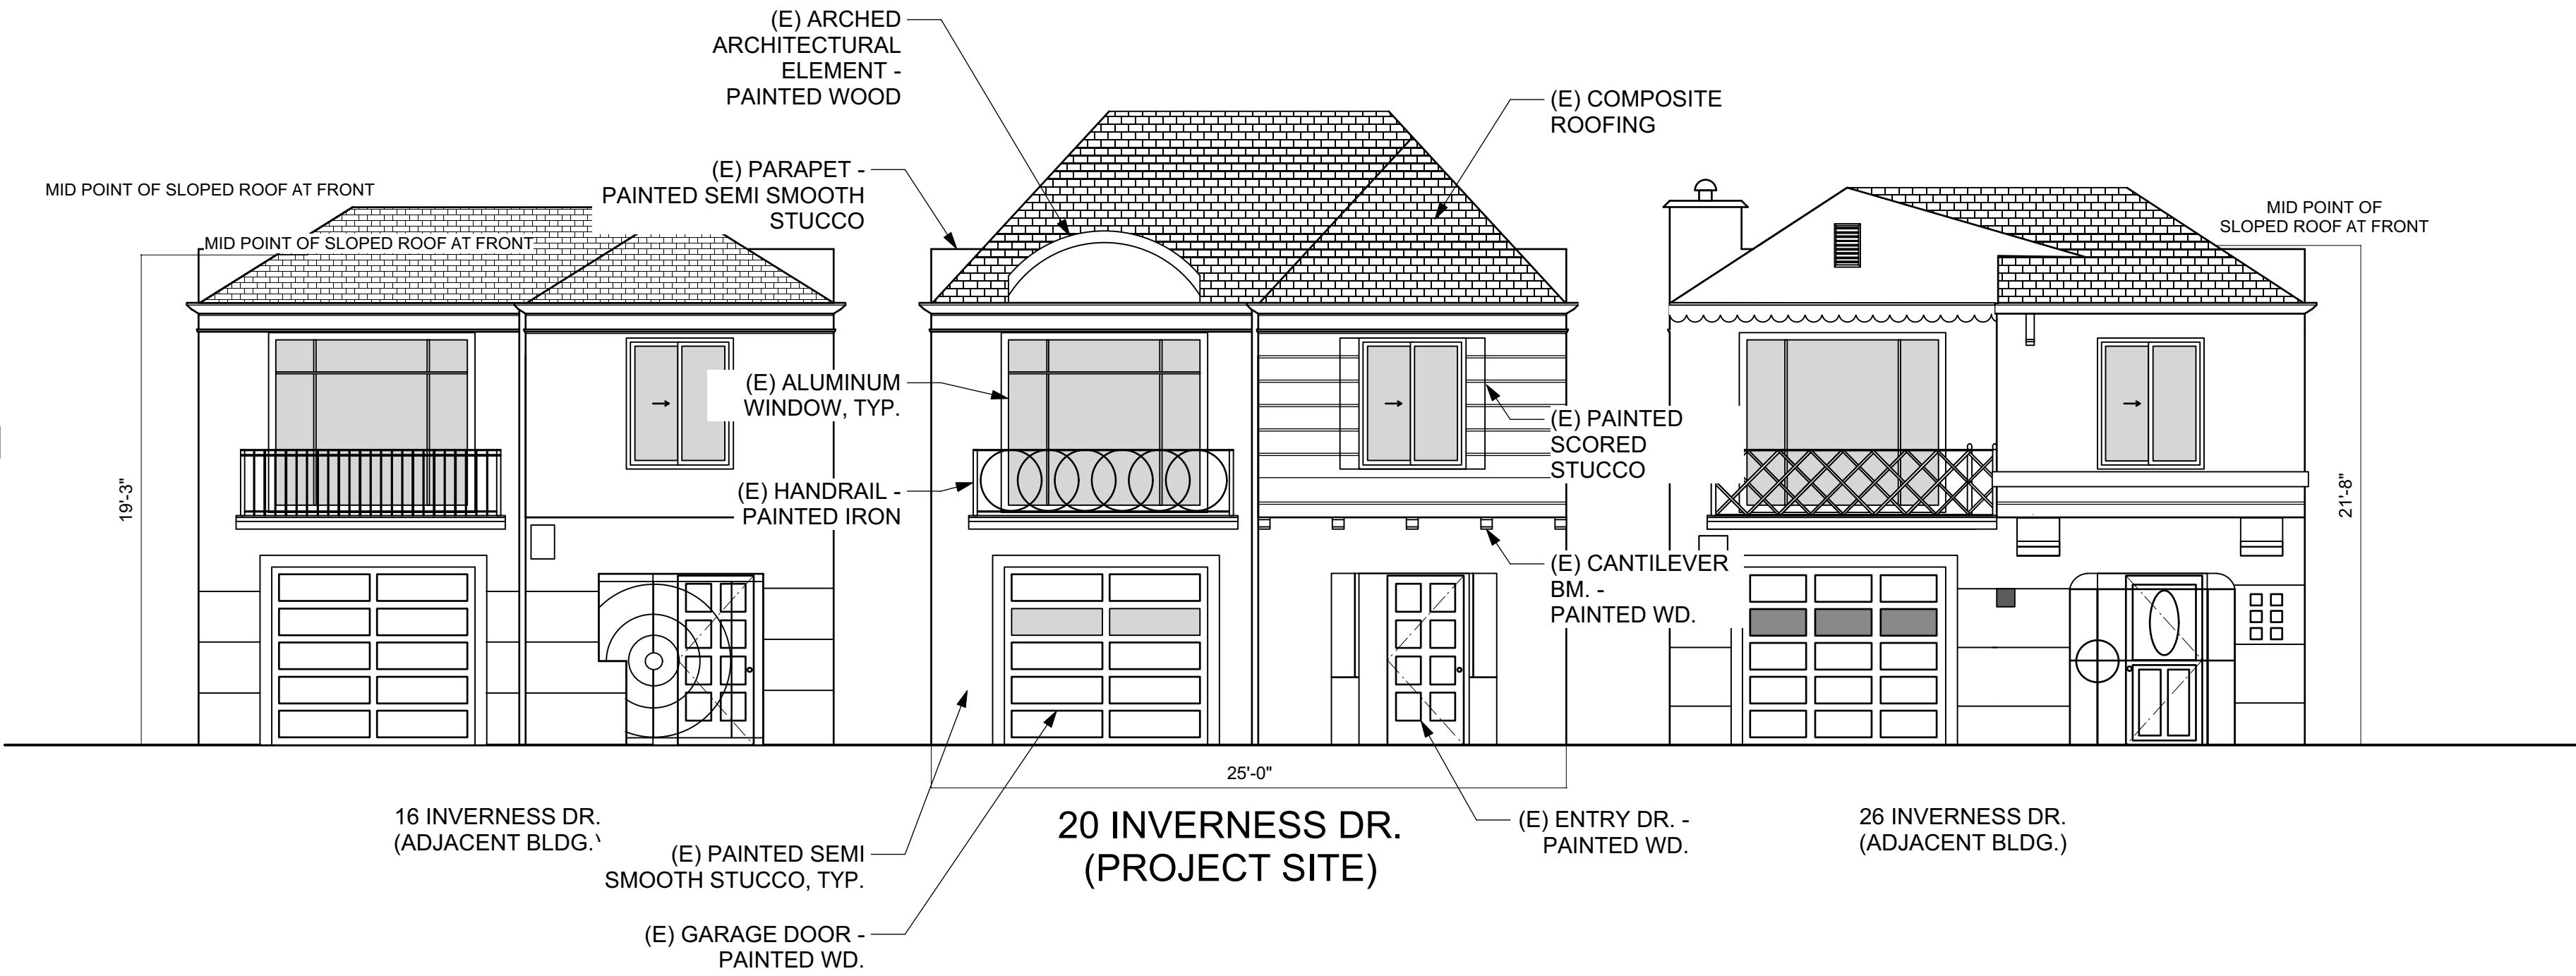 (E) ARCHED
ARCHITECTURAL
ELEMENT -
PAINTED WOOD
(E) COMPOSITE
ROOFING
(E) PARAPET -
PAINTED SEMI SMOOTH
STUCCO
MID POINT OF SLOPED ROOF AT FRONT
MID POINT OF SLOPED ROOF AT FRONT
MID POINT OF
SLOPED ROOF AT FRONT
(E) ALUMINUM
WINDOW, TYP.
(E) PAINTED
SCORED
STUCCO
19'-3"
21'-8"
(E) HANDRAIL -
PAINTED IRON
(E) CANTILEVER
BM. -
PAINTED WD.
25'-0"
16 INVERNESS DR.
(ADJACENT BLDG.)
20 INVERNESS DR.
(PROJECT SITE)
(E) ENTRY DR. -
PAINTED WD.
26 INVERNESS DR.
(ADJACENT BLDG.)
(E) PAINTED SEMI
SMOOTH STUCCO, TYP.
(E) GARAGE DOOR -
PAINTED WD.